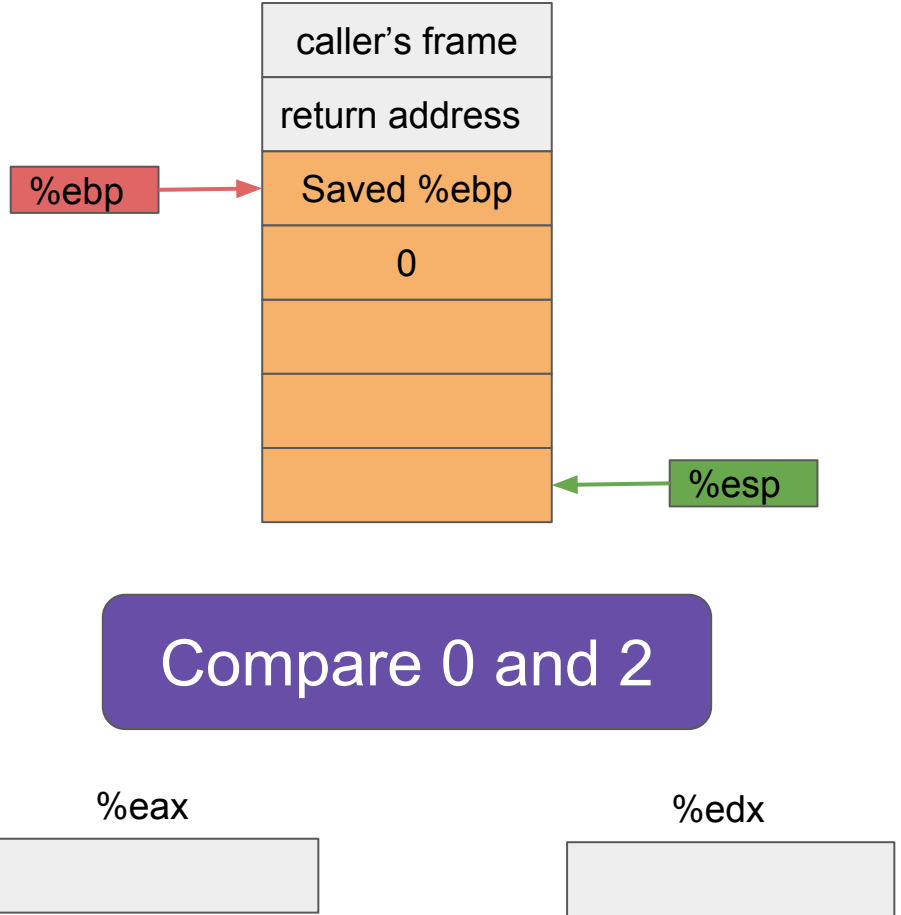 caller’s frame
return address
%ebp
Saved %ebp
0
%esp
Compare 0 and 2
%eax
%edx